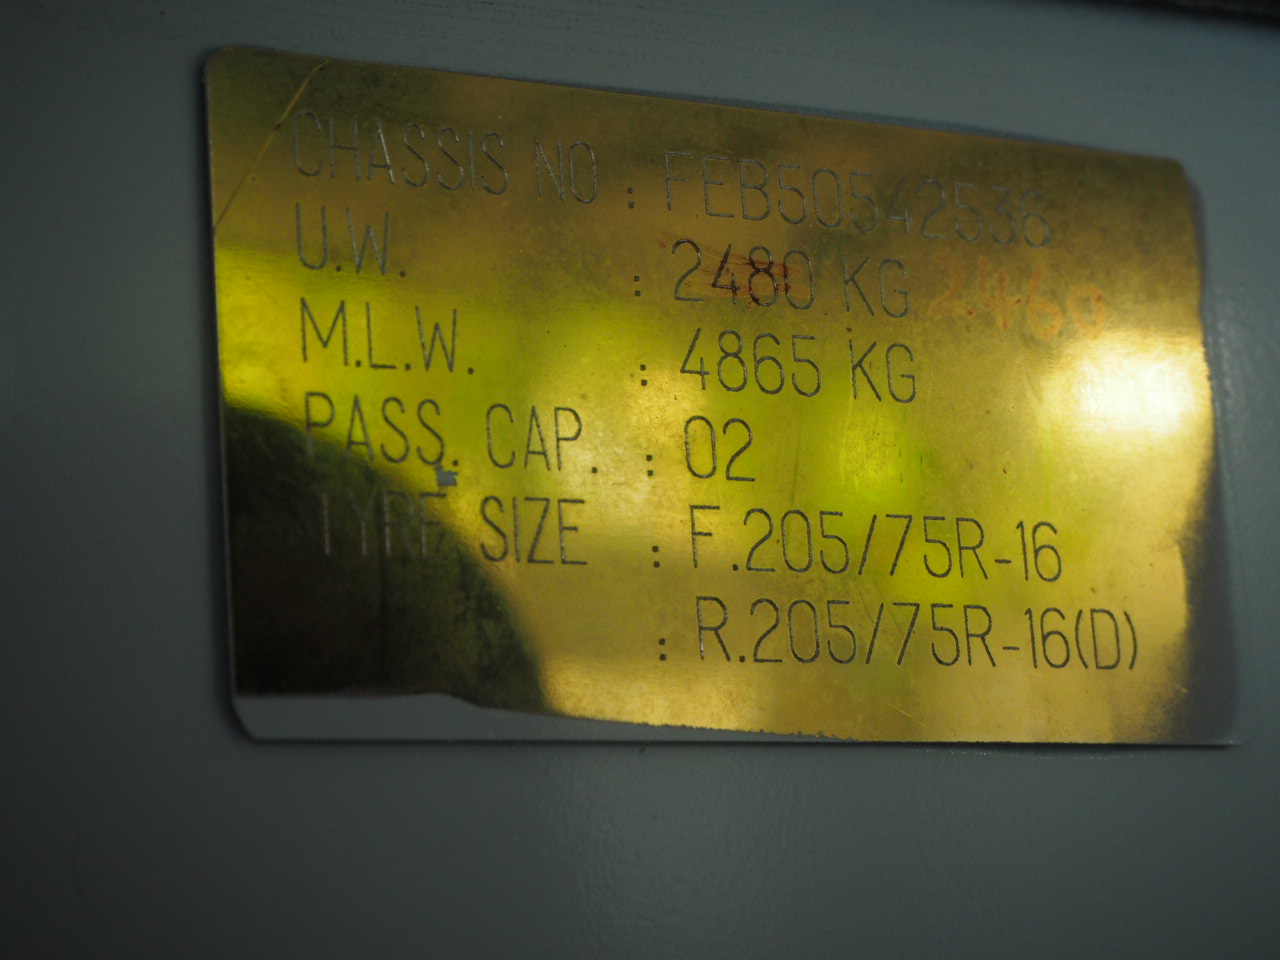 CHASSIS NO : FEB50542536
U.W. : 2480 KG 2460
M.L.W. : 4865 KG
PASS. CAP. : 02
TYRE SIZE : F.205/75R-16
: R.205/75R-16(D)